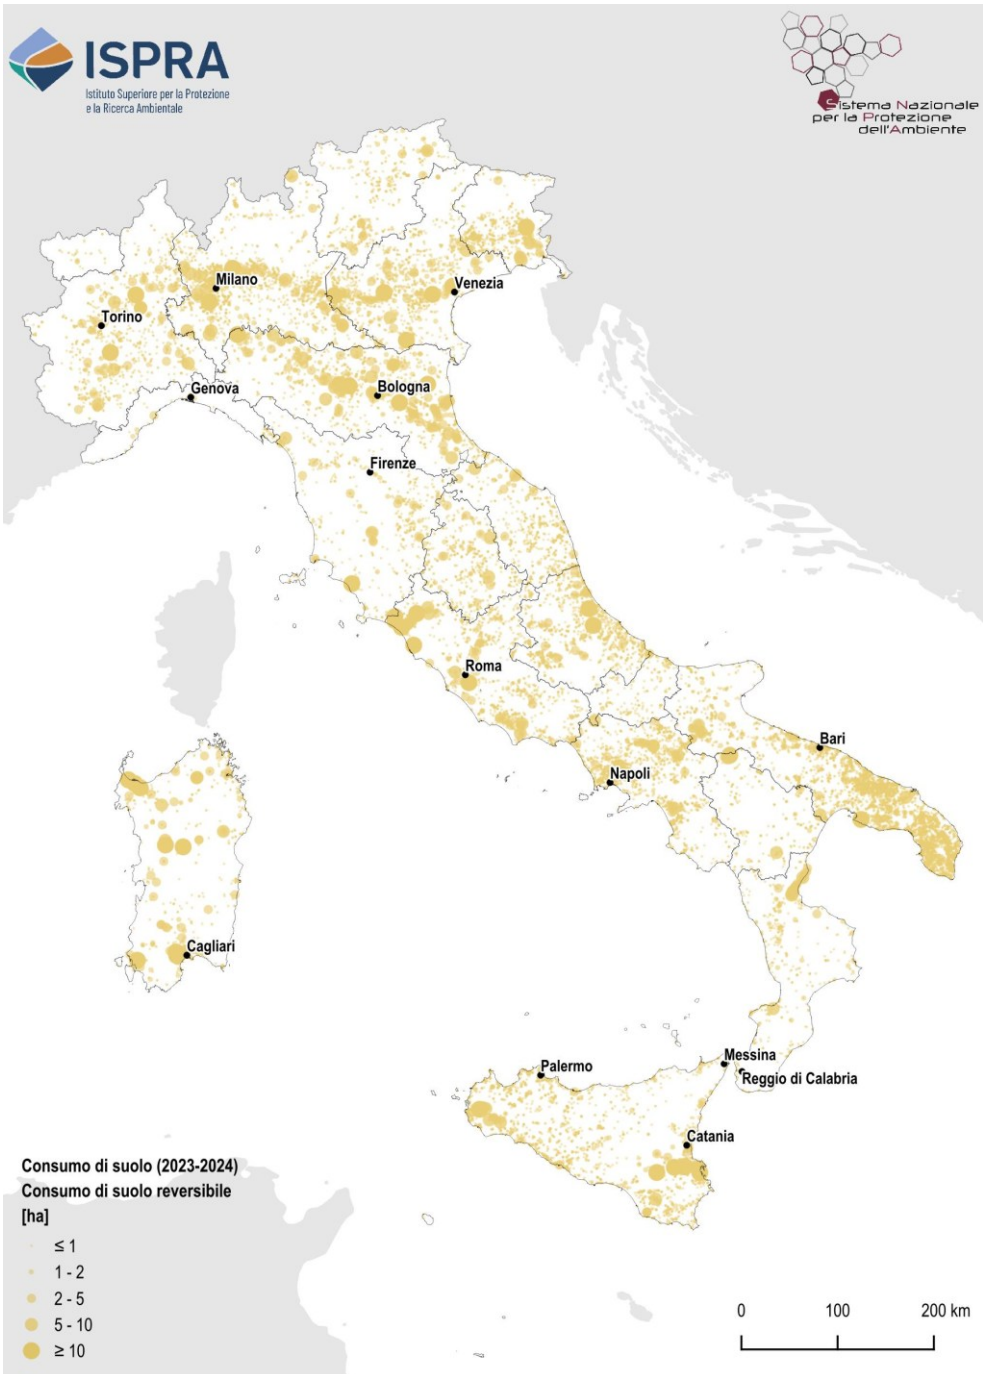 ISPRA
Istituto Superiore per la Protezione
e la Ricerca Ambientale
Sistema Nazionale
per la Protezione
dell'Ambiente
Milano
Venezia
Torino
Genova
Bologna
Firenze
Roma
Bari
Napoli
Cagliari
Messina
Palermo
Reggio di Calabria
Catania
Consumo di suolo (2023-2024)
Consumo di suolo reversibile
[ha]
≤ 1
1 - 2
2 - 5
5 - 10
≥ 10
0 100 200 km